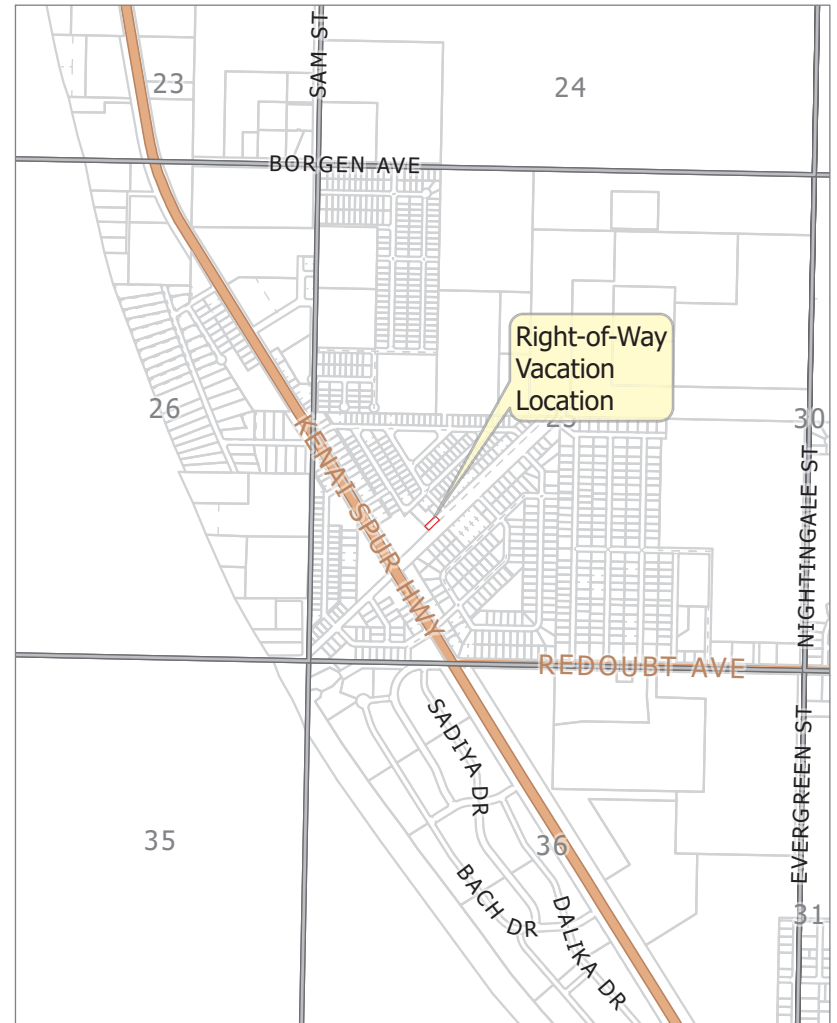 SAM ST
23
24
BORGEN AVE
Right-of-Way
Vacation
Location
26
25
30
KENAI SPUR HWY
NIGHTINGALE ST
REDOUBT AVE
SADIYA DR
EVERGREEN ST
35
36
BACH DR
DALIKA DR
31